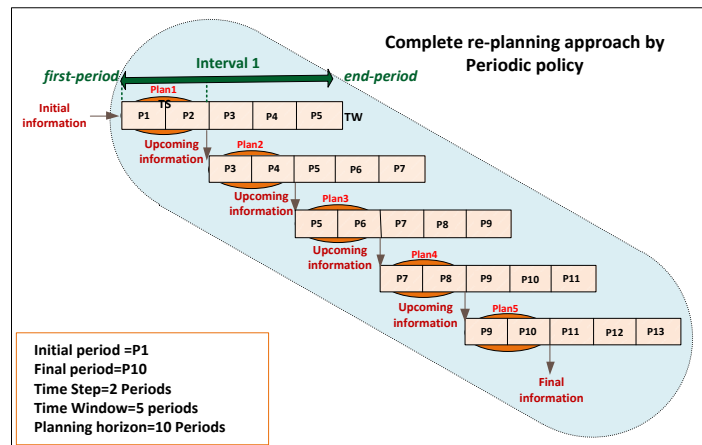 Complete re-planning approach by
Periodic policy
Interval 1
first-period
end-period
Plan1
TS
Initial
information
P1 P2 P3 P4 P5 TW
Upcoming
information
Plan2
P3 P4 P5 P6 P7
Upcoming
information
Plan3
P5 P6 P7 P8 P9
Upcoming
information
Plan4
P7 P8 P9 P10 P11
Upcoming
information
Plan5
P9 P10 P11 P12 P13
Final
information
Initial period =P1
Final period=P10
Time Step=2 Periods
Time Window=5 periods
Planning horizon=10 Periods